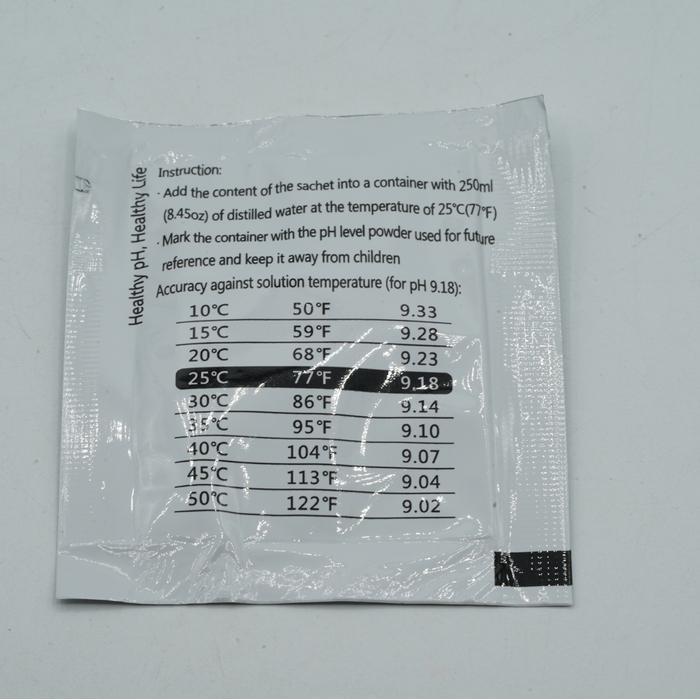 Healthy pH, Healthy Life
Instruction:
· Add the content of the sachet into a container with 250ml
(8.45oz) of distilled water at the temperature of 25℃(77℉)
· Mark the container with the pH level powder used for future
reference and keep it away from children
Accuracy against solution temperature (for pH 9.18):
10℃ 50℉ 9.33
15℃ 59℉ 9.28
20℃ 68℉ 9.23
25℃ 77℉ 9.18
30℃ 86℉ 9.14
35℃ 95℉ 9.10
40℃ 104℉ 9.07
45℃ 113℉ 9.04
50℃ 122℉ 9.02